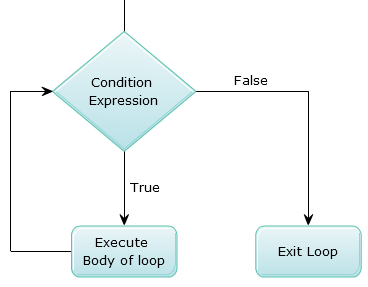 Condition
Expression
False
True
Execute
Body of loop
Exit Loop